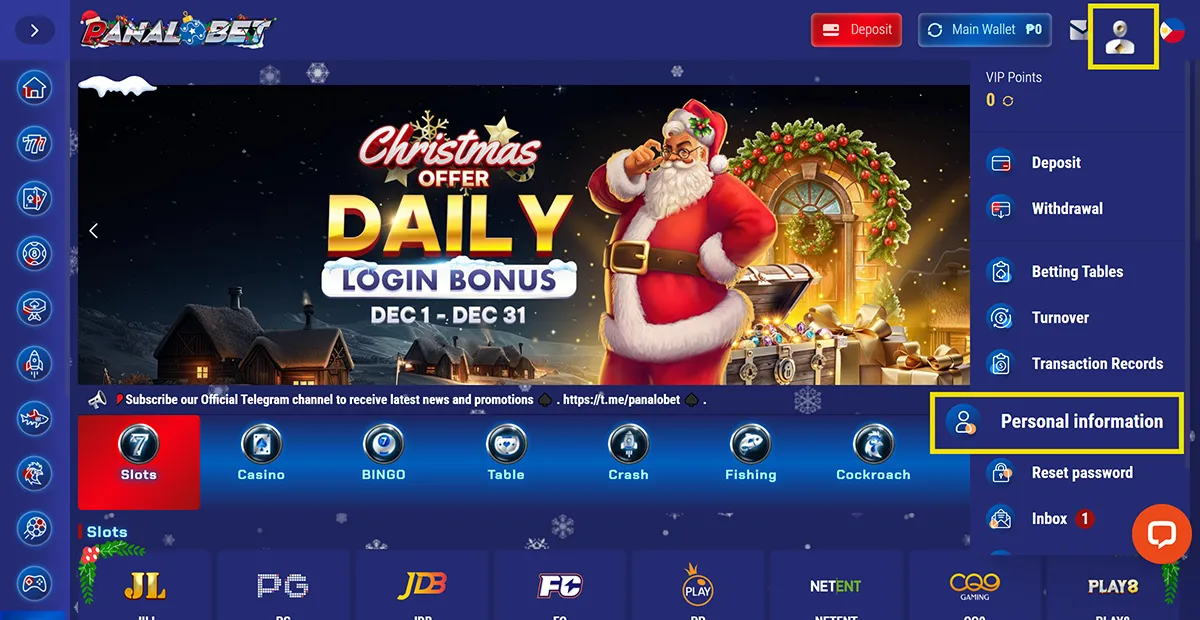 PANALOBET
Deposit
Main Wallet ₱0
VIP Points
0
Christmas
OFFER
DAILY
LOGIN BONUS
DEC 1 - DEC 31
Deposit
Withdrawal
Betting Tables
Turnover
Transaction Records
Personal information
Reset password
Inbox 1
Subscribe our Official Telegram channel to receive latest news and promotions ♠ . https://t.me/panalobet ♠ .
777
8
7
Slots
Casino
BINGO
Table
Crash
Fishing
Cockroach
Slots
JL
PG
JDB
FC
PLAY
NETENT
CQ9
GAMING
PLAY8